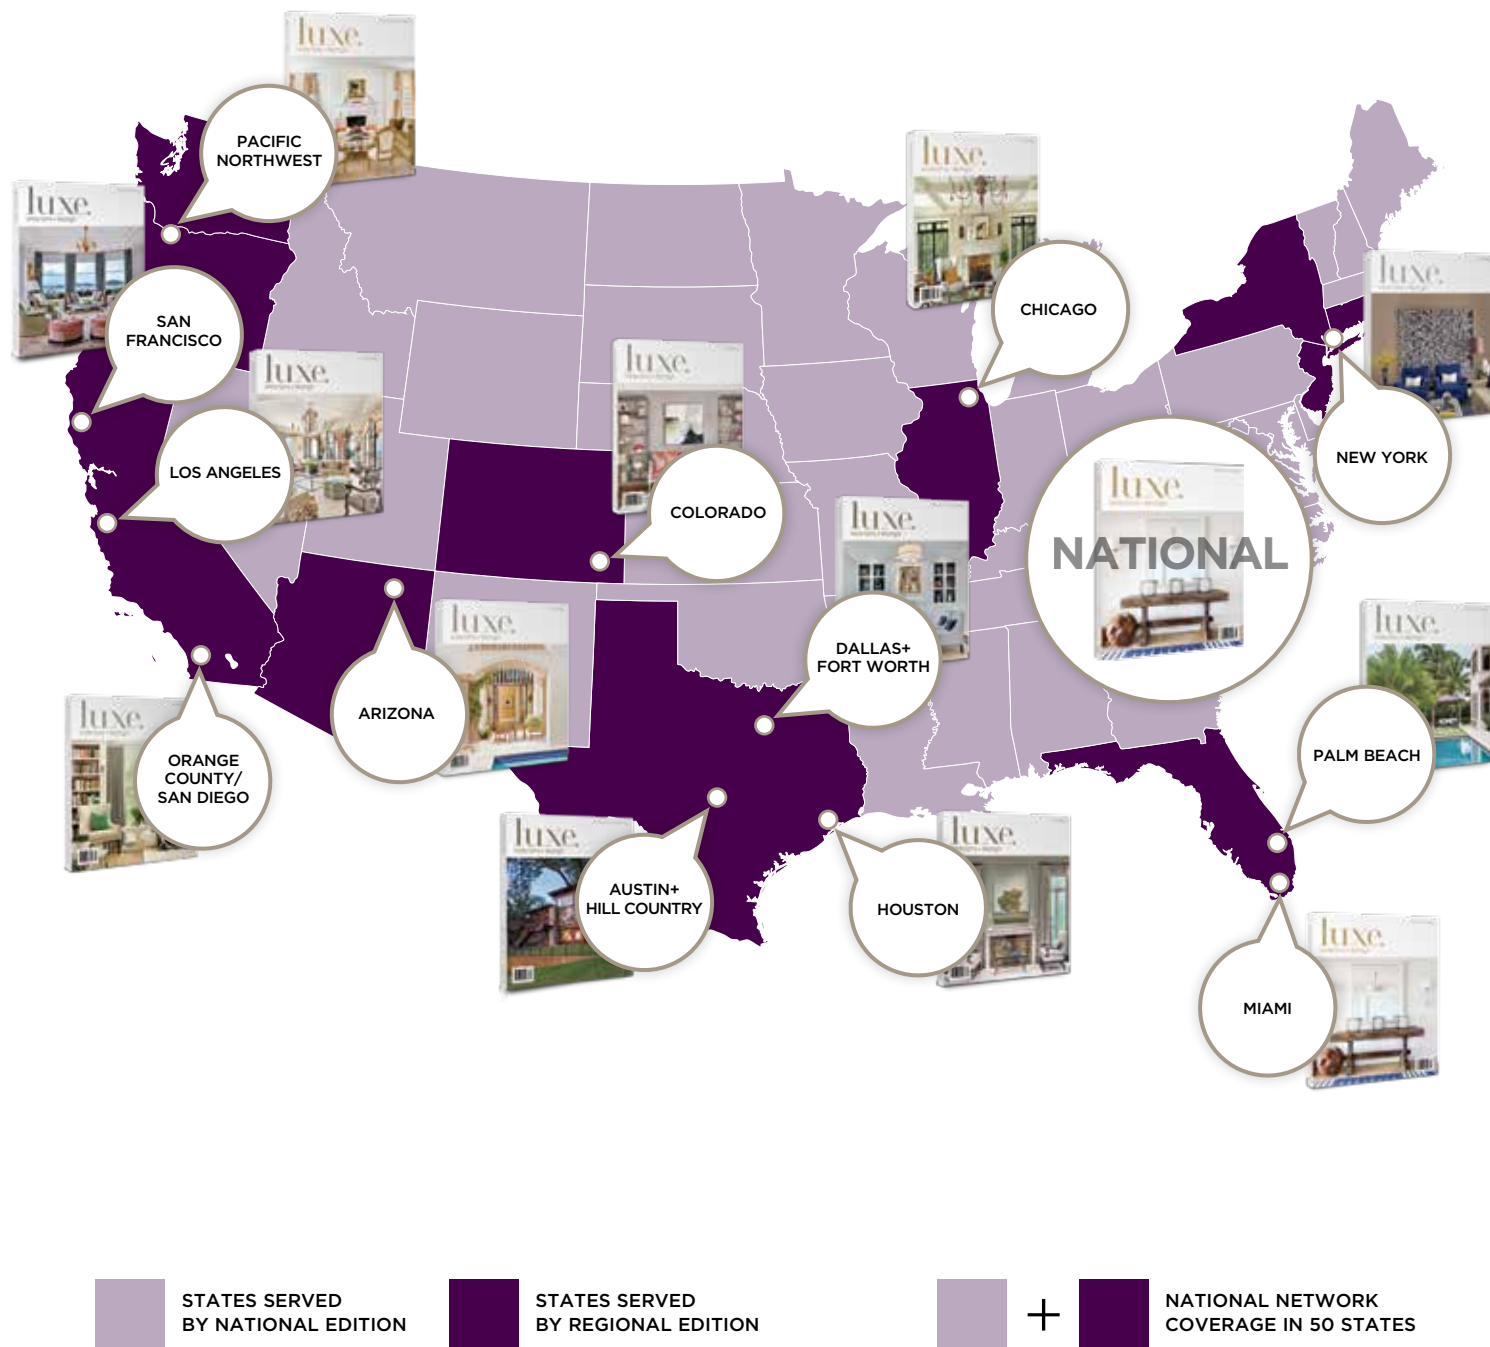 luxe.
PACIFIC
NORTHWEST
luxe.
luxe.
SAN
FRANCISCO
CHICAGO
luxe.
luxe.
luxe.
LOS ANGELES
NEW YORK
COLORADO
luxe.
luxe.
NATIONAL
luxe.
DALLAS+
FORT WORTH
luxe.
luxe.
ARIZONA
ORANGE
COUNTY/
SAN DIEGO
PALM BEACH
luxe.
luxe.
AUSTIN+
HILL COUNTRY
HOUSTON
luxe.
luxe.
MIAMI
STATES SERVED
BY NATIONAL EDITION
STATES SERVED
BY REGIONAL EDITION
+
NATIONAL NETWORK
COVERAGE IN 50 STATES